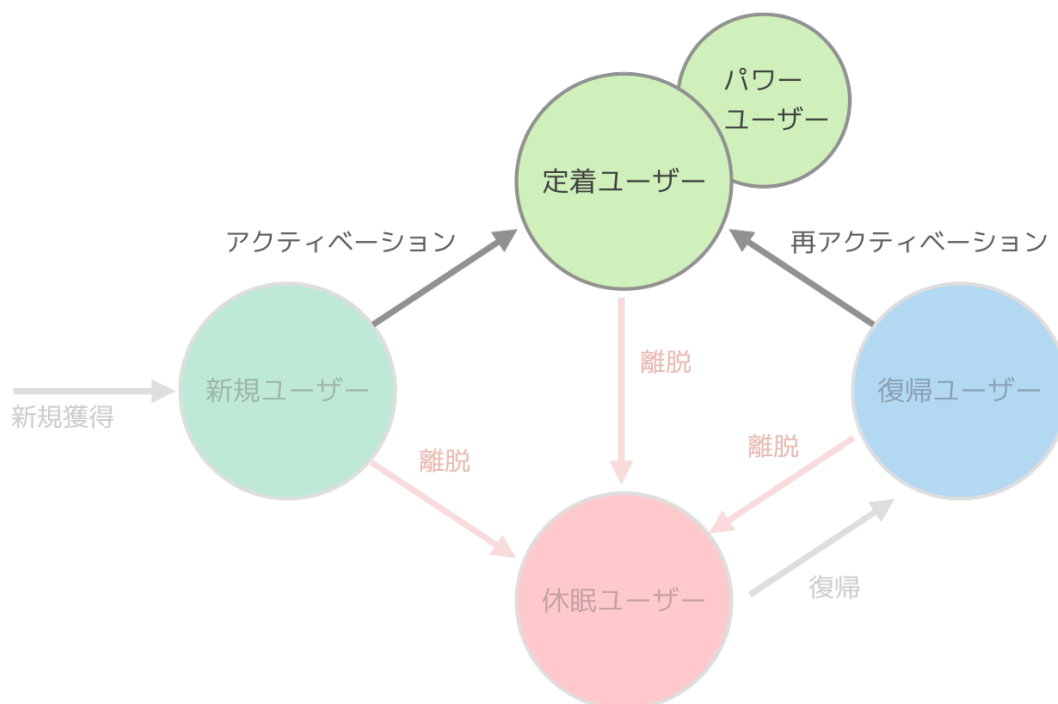 パワー
ユーザー
定着ユーザー
アクティベーション
再アクティベーション
離脱
新規ユーザー
復帰ユーザー
新規獲得
離脱
離脱
復帰
休眠ユーザー